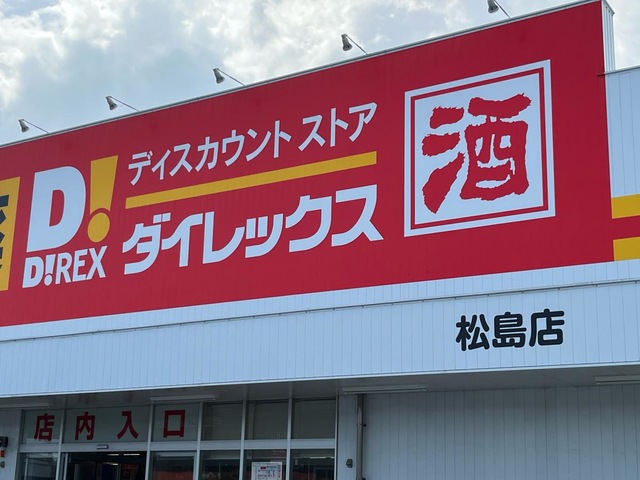 ディスカウント ストア
D!
D!REX
ダイレックス
酒
松島店
店内入口